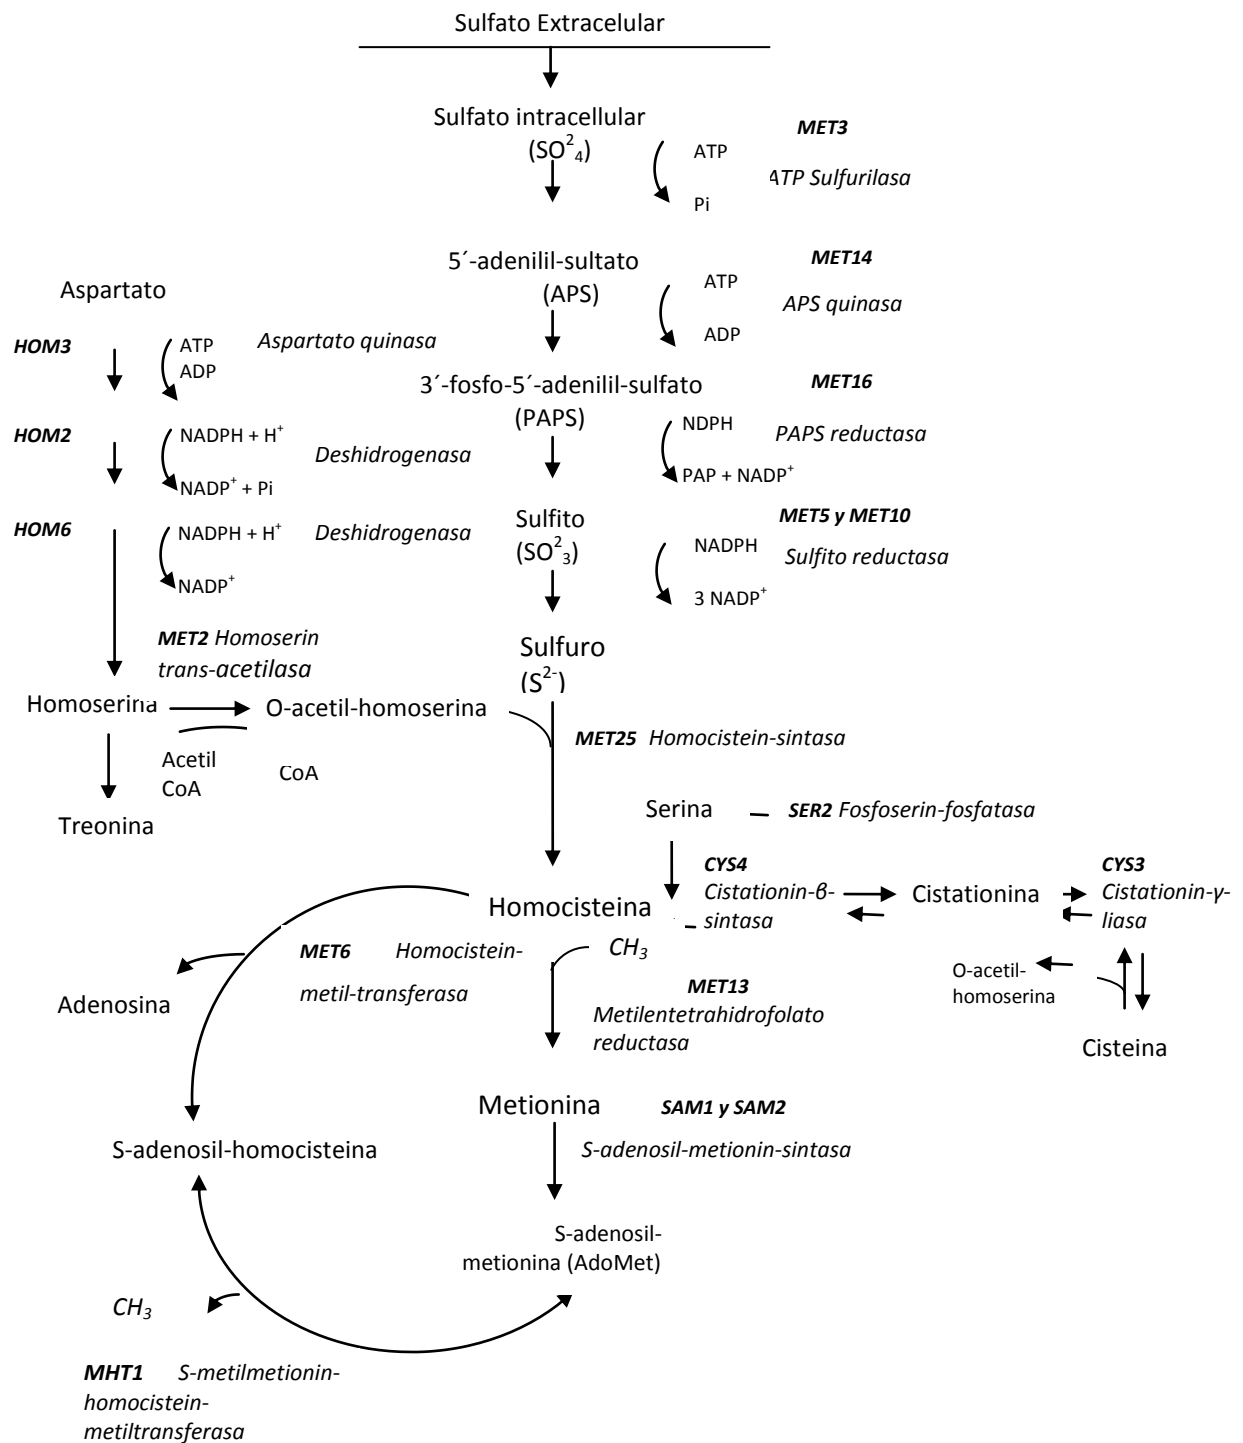 Sulfato Extracelular
Sulfato intracellular
(SO²₄)
MET3
ATP
ATP Sulfurilasa
Pi
5´-adenilil-sultato
(APS)
MET14
ATP
APS quinasa
ADP
Aspartato
HOM3
ATP
ADP
Aspartato quinasa
3´-fosfo-5´-adenilil-sulfato
(PAPS)
MET16
NDPH
PAPS reductasa
PAP + NADP⁺
HOM2
NADPH + H⁺
Deshidrogenasa
NADP⁺ + Pi
HOM6
NADPH + H⁺
Deshidrogenasa
NADP⁺
Sulfito
(SO²₃)
MET5 y MET10
NADPH
Sulfito reductasa
3 NADP⁺
MET2 Homoserin
trans-acetilasa
Sulfuro
(S²⁻)
Homoserina
O-acetil-homoserina
MET25 Homocistein-sintasa
Acetil
CoA
CoA
Treonina
Serina
SER2 Fosfoserin-fosfatasa
CYS4
Cistationin-β-
sintasa
Cistationina
CYS3
Cistationin-γ-
liasa
Homocisteina
MET6 Homocistein-
metil-transferasa
CH₃
MET13
Metilentetrahidrofolato
reductasa
O-acetil-
homoserina
Adenosina
Cisteina
Metionina
SAM1 y SAM2
S-adenosil-metionin-sintasa
S-adenosil-homocisteina
S-adenosil-
metionina (AdoMet)
CH₃
MHT1 S-metilmetionin-
homocistein-
metiltransferasa